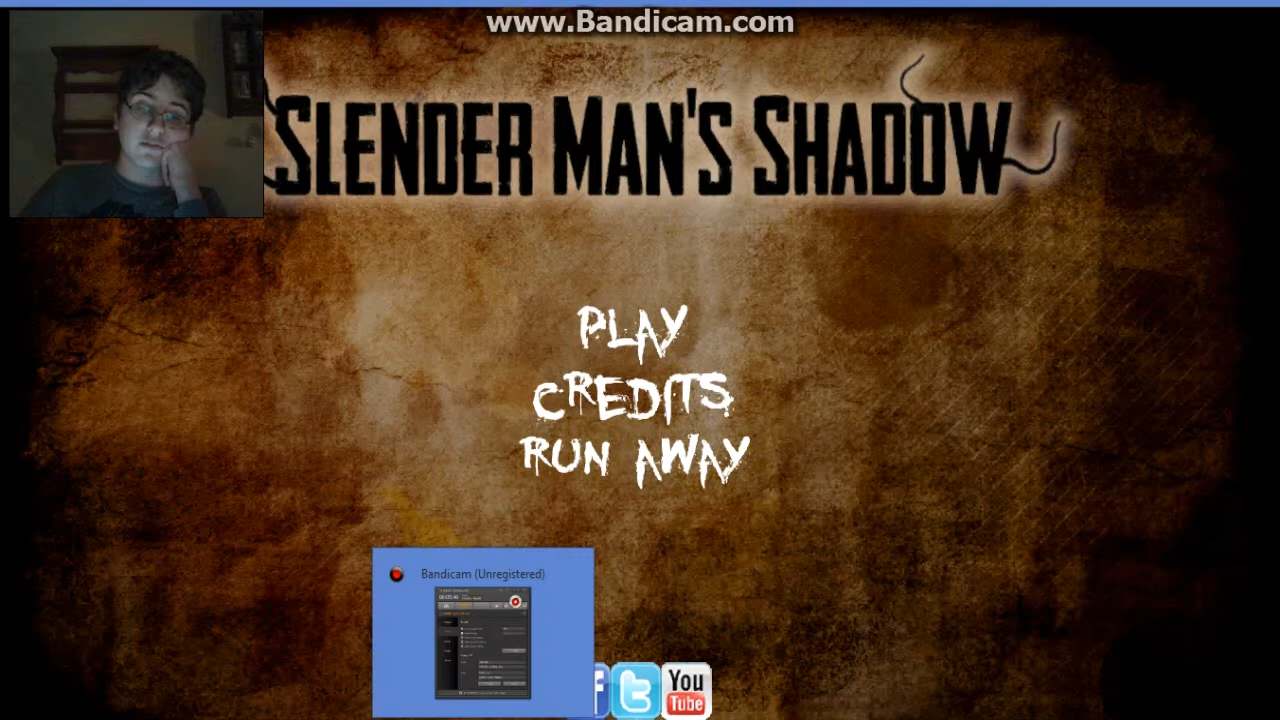 www.Bandicam.com
SLENDER MAN'S SHADOW
PLAY
CREDITS
RUN AWAY
Bandicam (Unregistered)
f
t
You
Tube